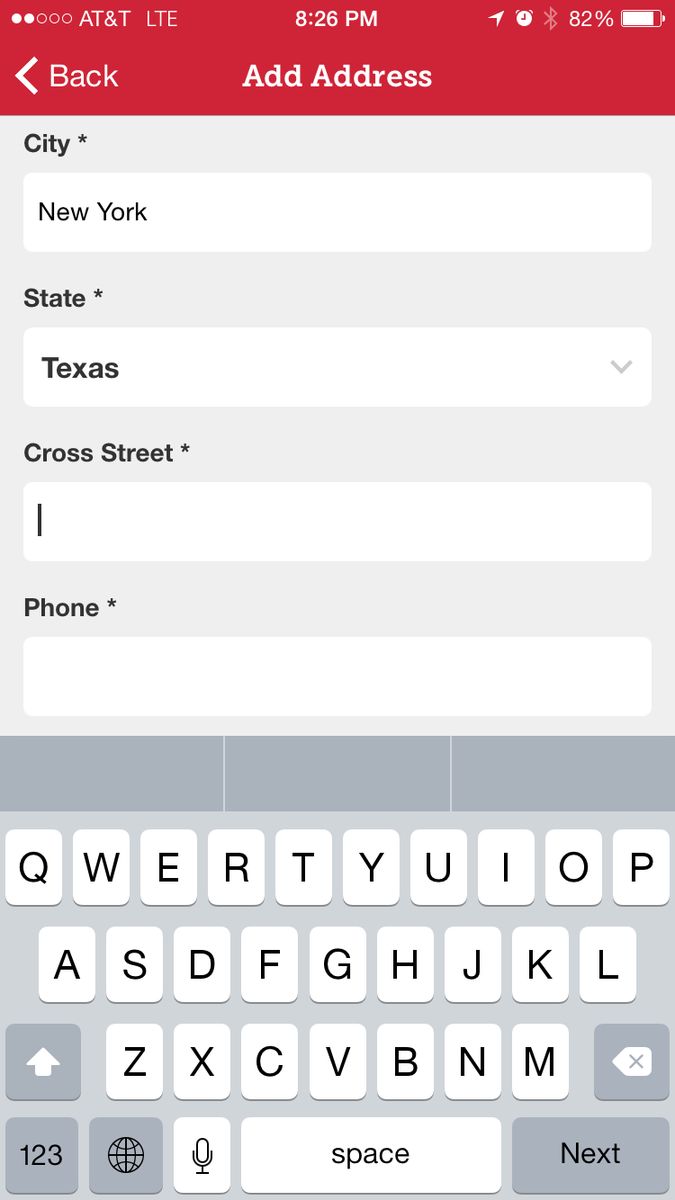 AT&T LTE 8:26 PM 82%
Back Add Address
City *
New York
State *
Texas
Cross Street *
Phone *
Q W E R T Y U I O P
A S D F G H J K L
Z X C V B N M
123 space Next